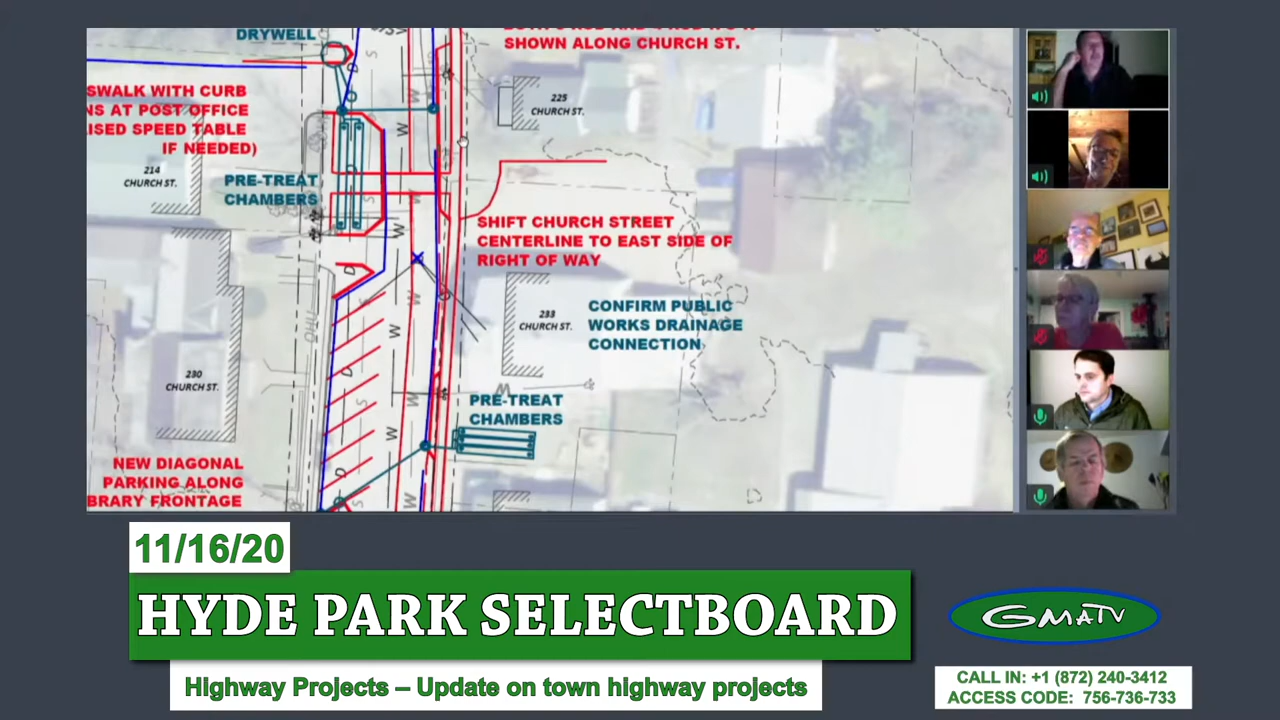 DRYWELL
SHOWN ALONG CHURCH ST.
SWALK WITH CURB
NS AT POST OFFICE
ISED SPEED TABLE
IF NEEDED)
225
CHURCH ST.
214
CHURCH ST.
PRE-TREAT
CHAMBERS
SHIFT CHURCH STREET
CENTERLINE TO EAST SIDE OF
RIGHT OF WAY
233
CHURCH ST.
CONFIRM PUBLIC
WORKS DRAINAGE
CONNECTION
230
CHURCH ST.
PRE-TREAT
CHAMBERS
NEW DIAGONAL
PARKING ALONG
BRARY FRONTAGE
OHU
W
W
W
W
W
W
W
W
W
S
S
S
S
S
D
D
D
D
11/16/20
HYDE PARK SELECTBOARD
Highway Projects – Update on town highway projects
GMATV
CALL IN: +1 (872) 240-3412
ACCESS CODE: 756-736-733